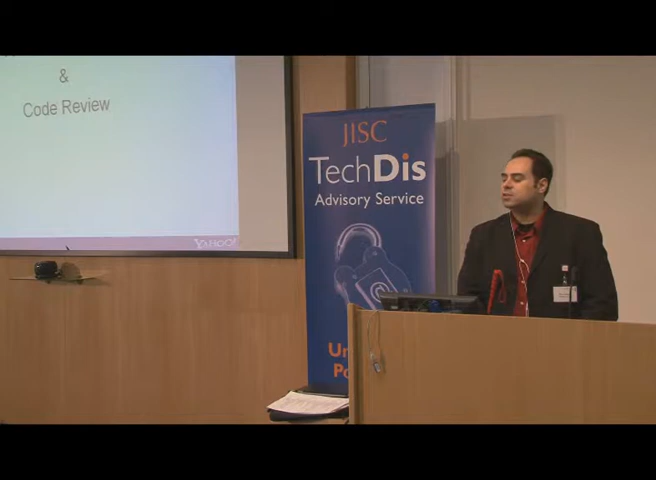 &
Code Review
YAHOO!
JISC
TechDis
Advisory Service